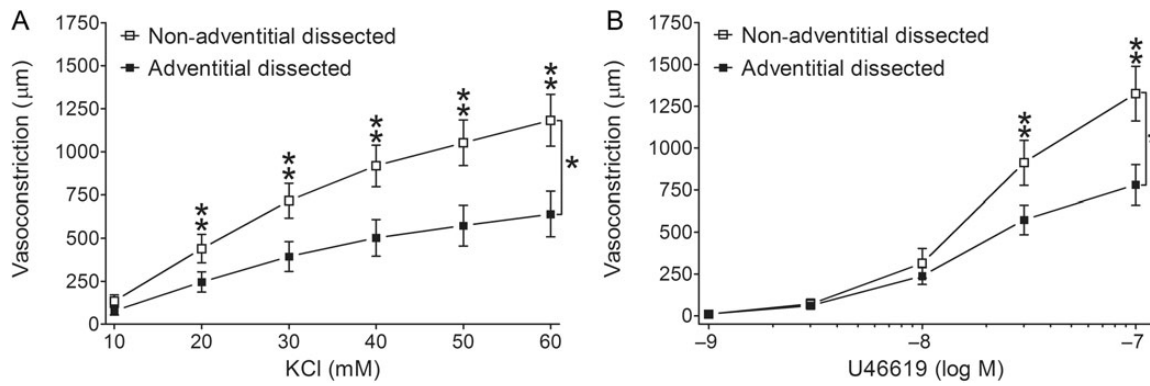 A
1750
1500
1250
1000
750
500
250
0
Vasoconstriction (μm)
Non-adventitial dissected
Adventitial dissected
**
**
**
**
**
*
10 20 30 40 50 60
KCl (mM)
B
1750
1500
1250
1000
750
500
250
0
Vasoconstriction (μm)
Non-adventitial dissected
Adventitial dissected
**
**
*
–9 –8 –7
U46619 (log M)